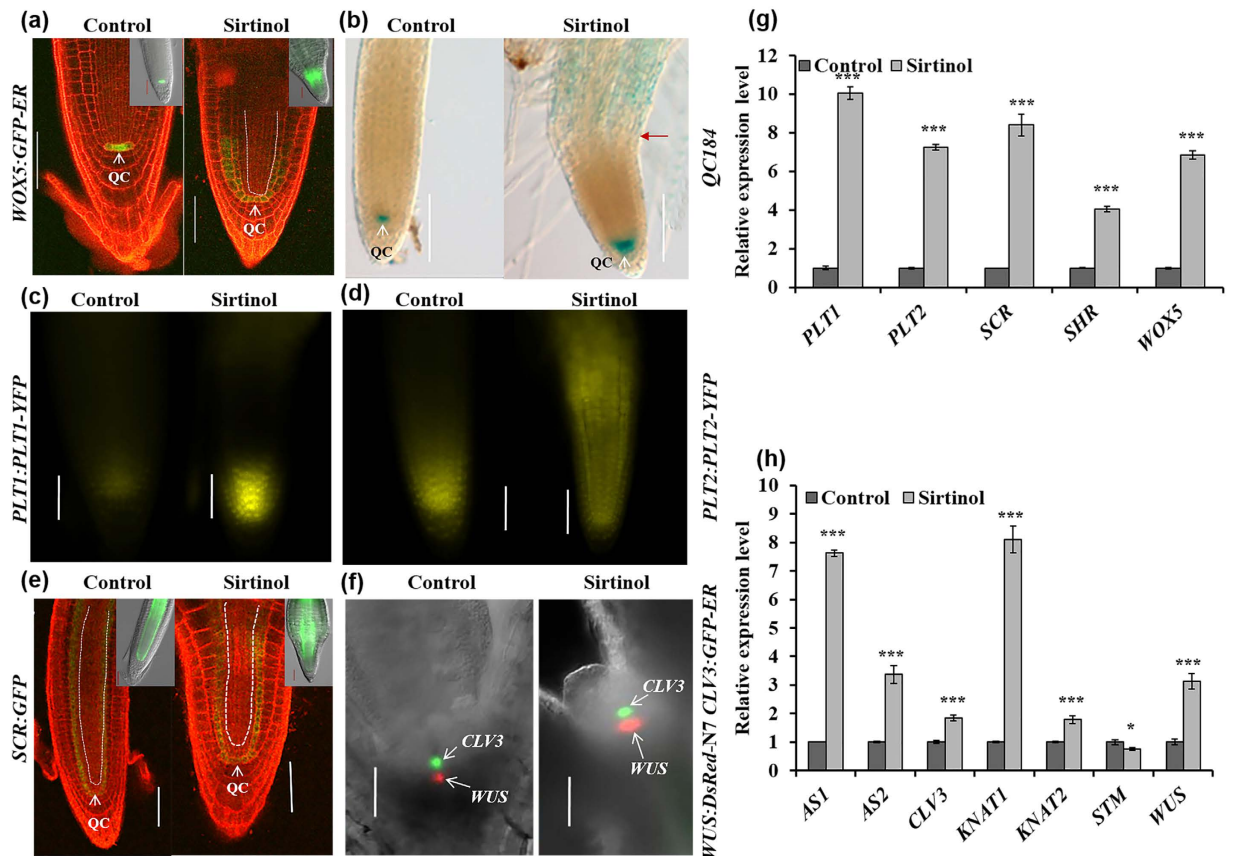 (a) Control Sirtinol
WOX5:GFP-ER
QC
QC
(b) Control Sirtinol
QC184
QC
QC
(c) Control Sirtinol
PLT1:PLT1-YFP
(d) Control Sirtinol
PLT2:PLT2-YFP
(e) Control Sirtinol
SCR:GFP
QC
QC
(f) Control Sirtinol
WUS:DsRed-N7 CLV3:GFP-ER
CLV3
WUS
CLV3
WUS
(g)
Relative expression level
12
10
8
6
4
2
0
Control Sirtinol
***
***
***
***
***
PLT1 PLT2 SCR SHR WOX5
(h)
Relative expression level
10
9
8
7
6
5
4
3
2
1
0
Control Sirtinol
***
***
***
***
***
*
***
AS1 AS2 CLV3 KNAT1 KNAT2 STM WUS